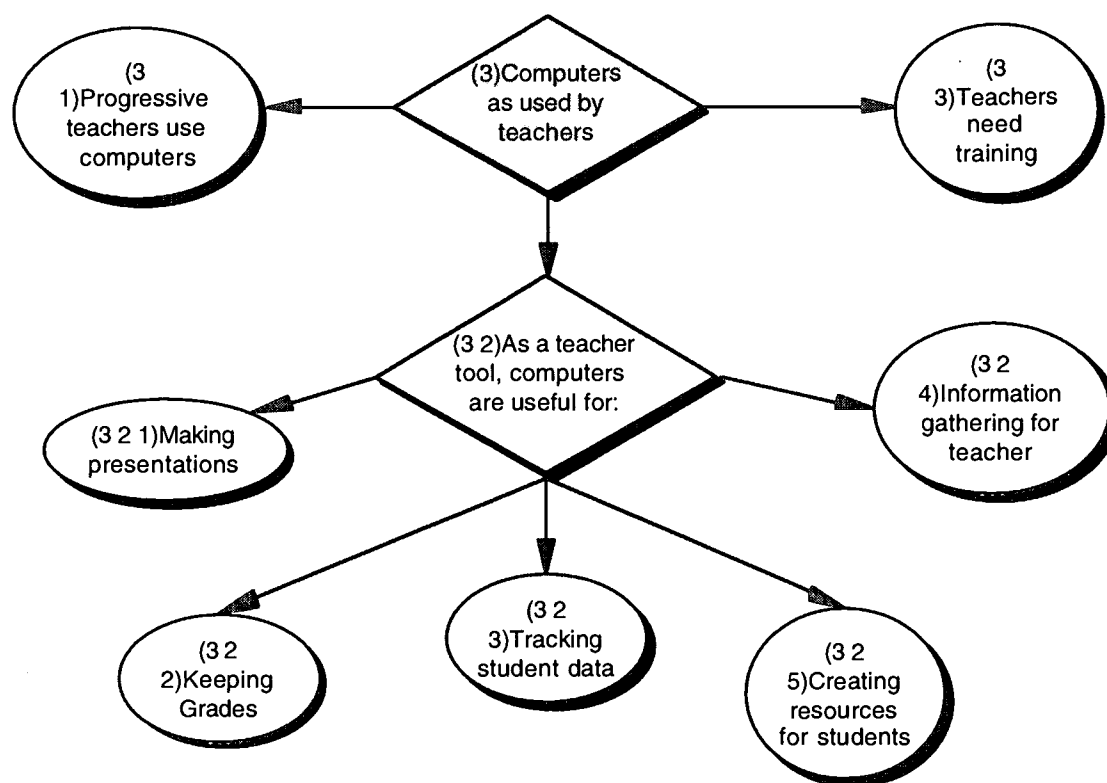 (3
1)Progressive
teachers use
computers
(3)Computers
as used by
teachers
(3
3)Teachers
need
training
(3 2)As a teacher
tool, computers
are useful for:
(3 2 1)Making
presentations
(3 2
4)Information
gathering for
teacher
(3 2
2)Keeping
Grades
(3 2
3)Tracking
student data
(3 2
5)Creating
resources
for students